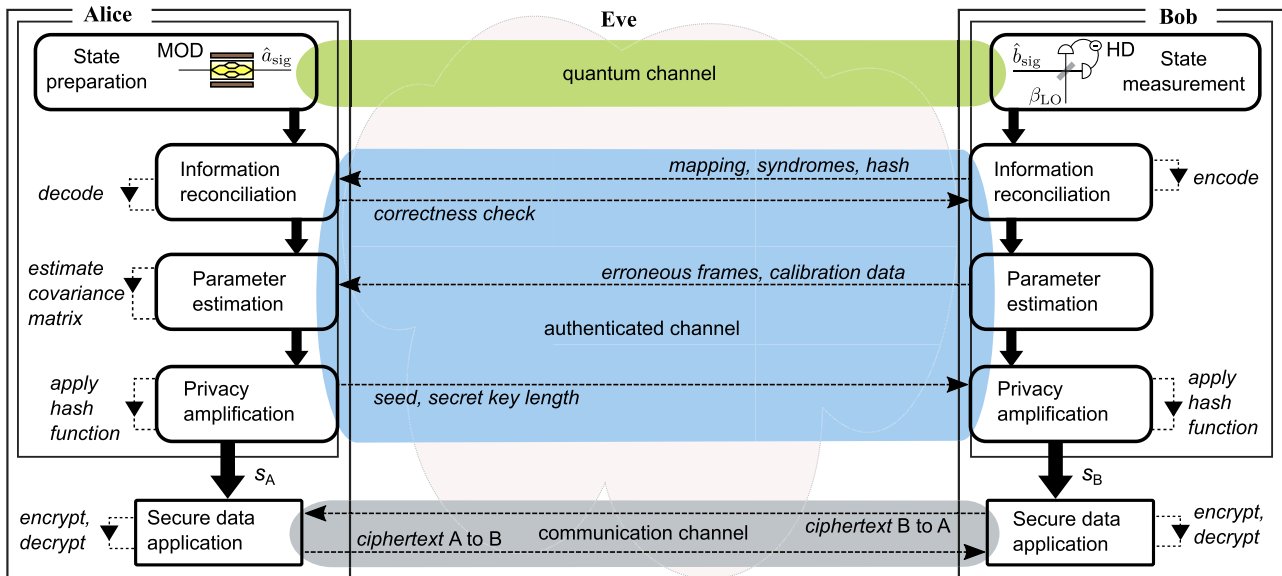 Alice
Eve
Bob
State
preparation
MOD
â_sig
quantum channel
b̂_sig
HD
β_LO
State
measurement
Information
reconciliation
decode
mapping, syndromes, hash
correctness check
Information
reconciliation
encode
estimate
covariance
matrix
Parameter
estimation
erroneous frames, calibration data
Parameter
estimation
authenticated channel
apply
hash
function
Privacy
amplification
seed, secret key length
Privacy
amplification
apply
hash
function
s_A
s_B
encrypt,
decrypt
Secure data
application
ciphertext A to B
communication channel
ciphertext B to A
Secure data
application
encrypt,
decrypt